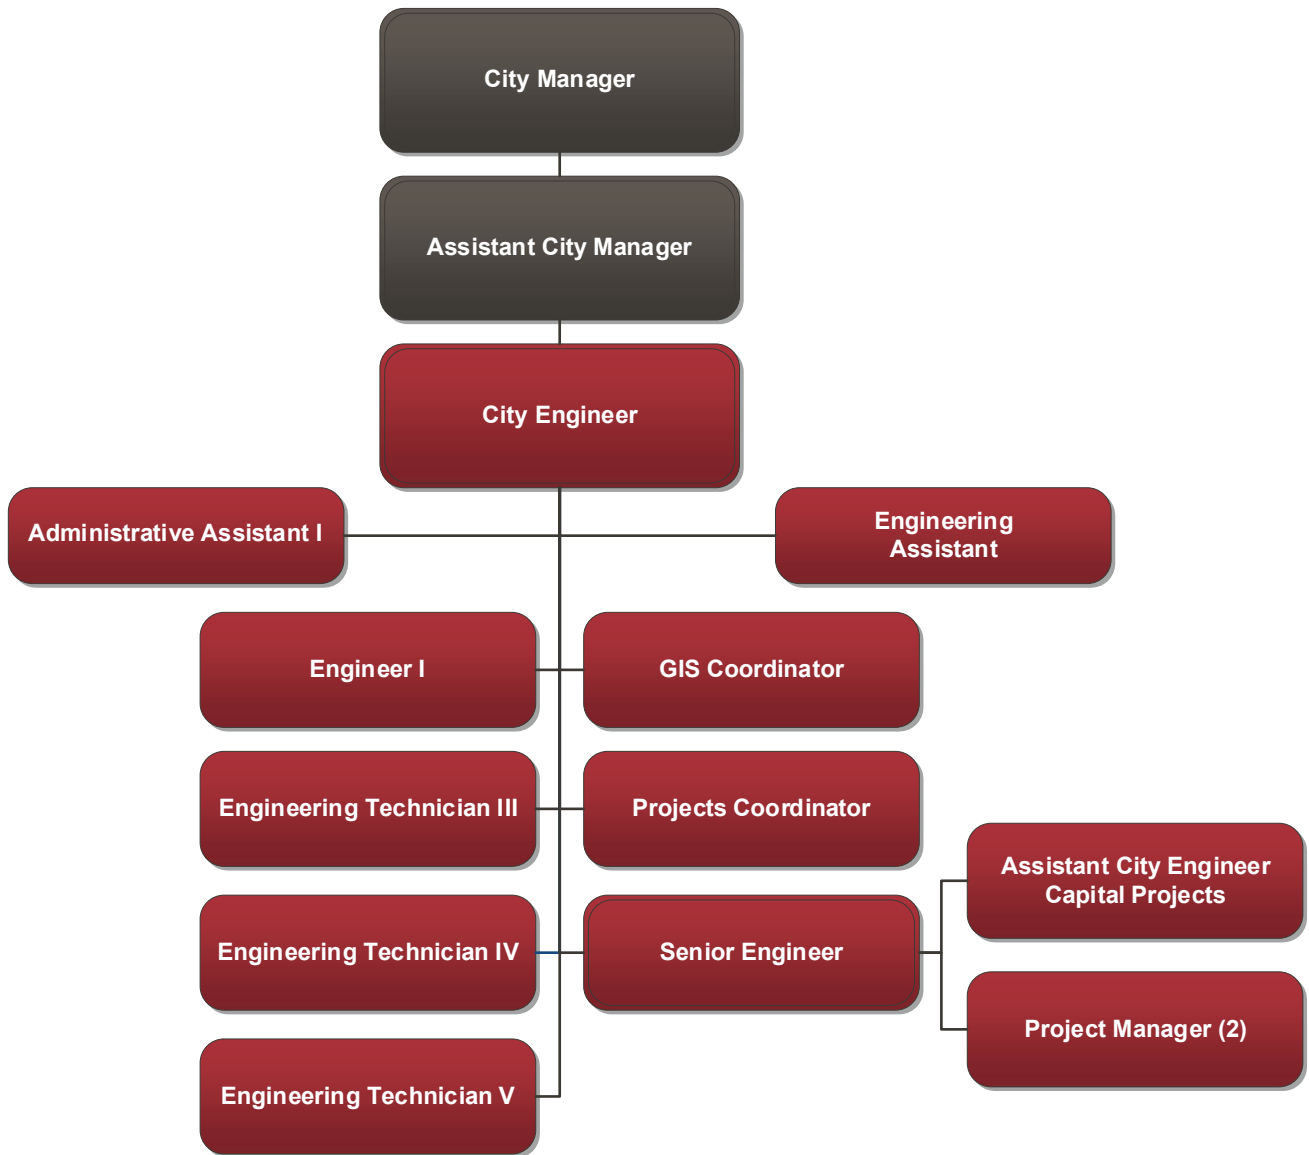 City Manager
Assistant City Manager
City Engineer
Administrative Assistant I
Engineering
Assistant
Engineer I
GIS Coordinator
Engineering Technician III
Projects Coordinator
Assistant City Engineer
Capital Projects
Engineering Technician IV
Senior Engineer
Project Manager (2)
Engineering Technician V